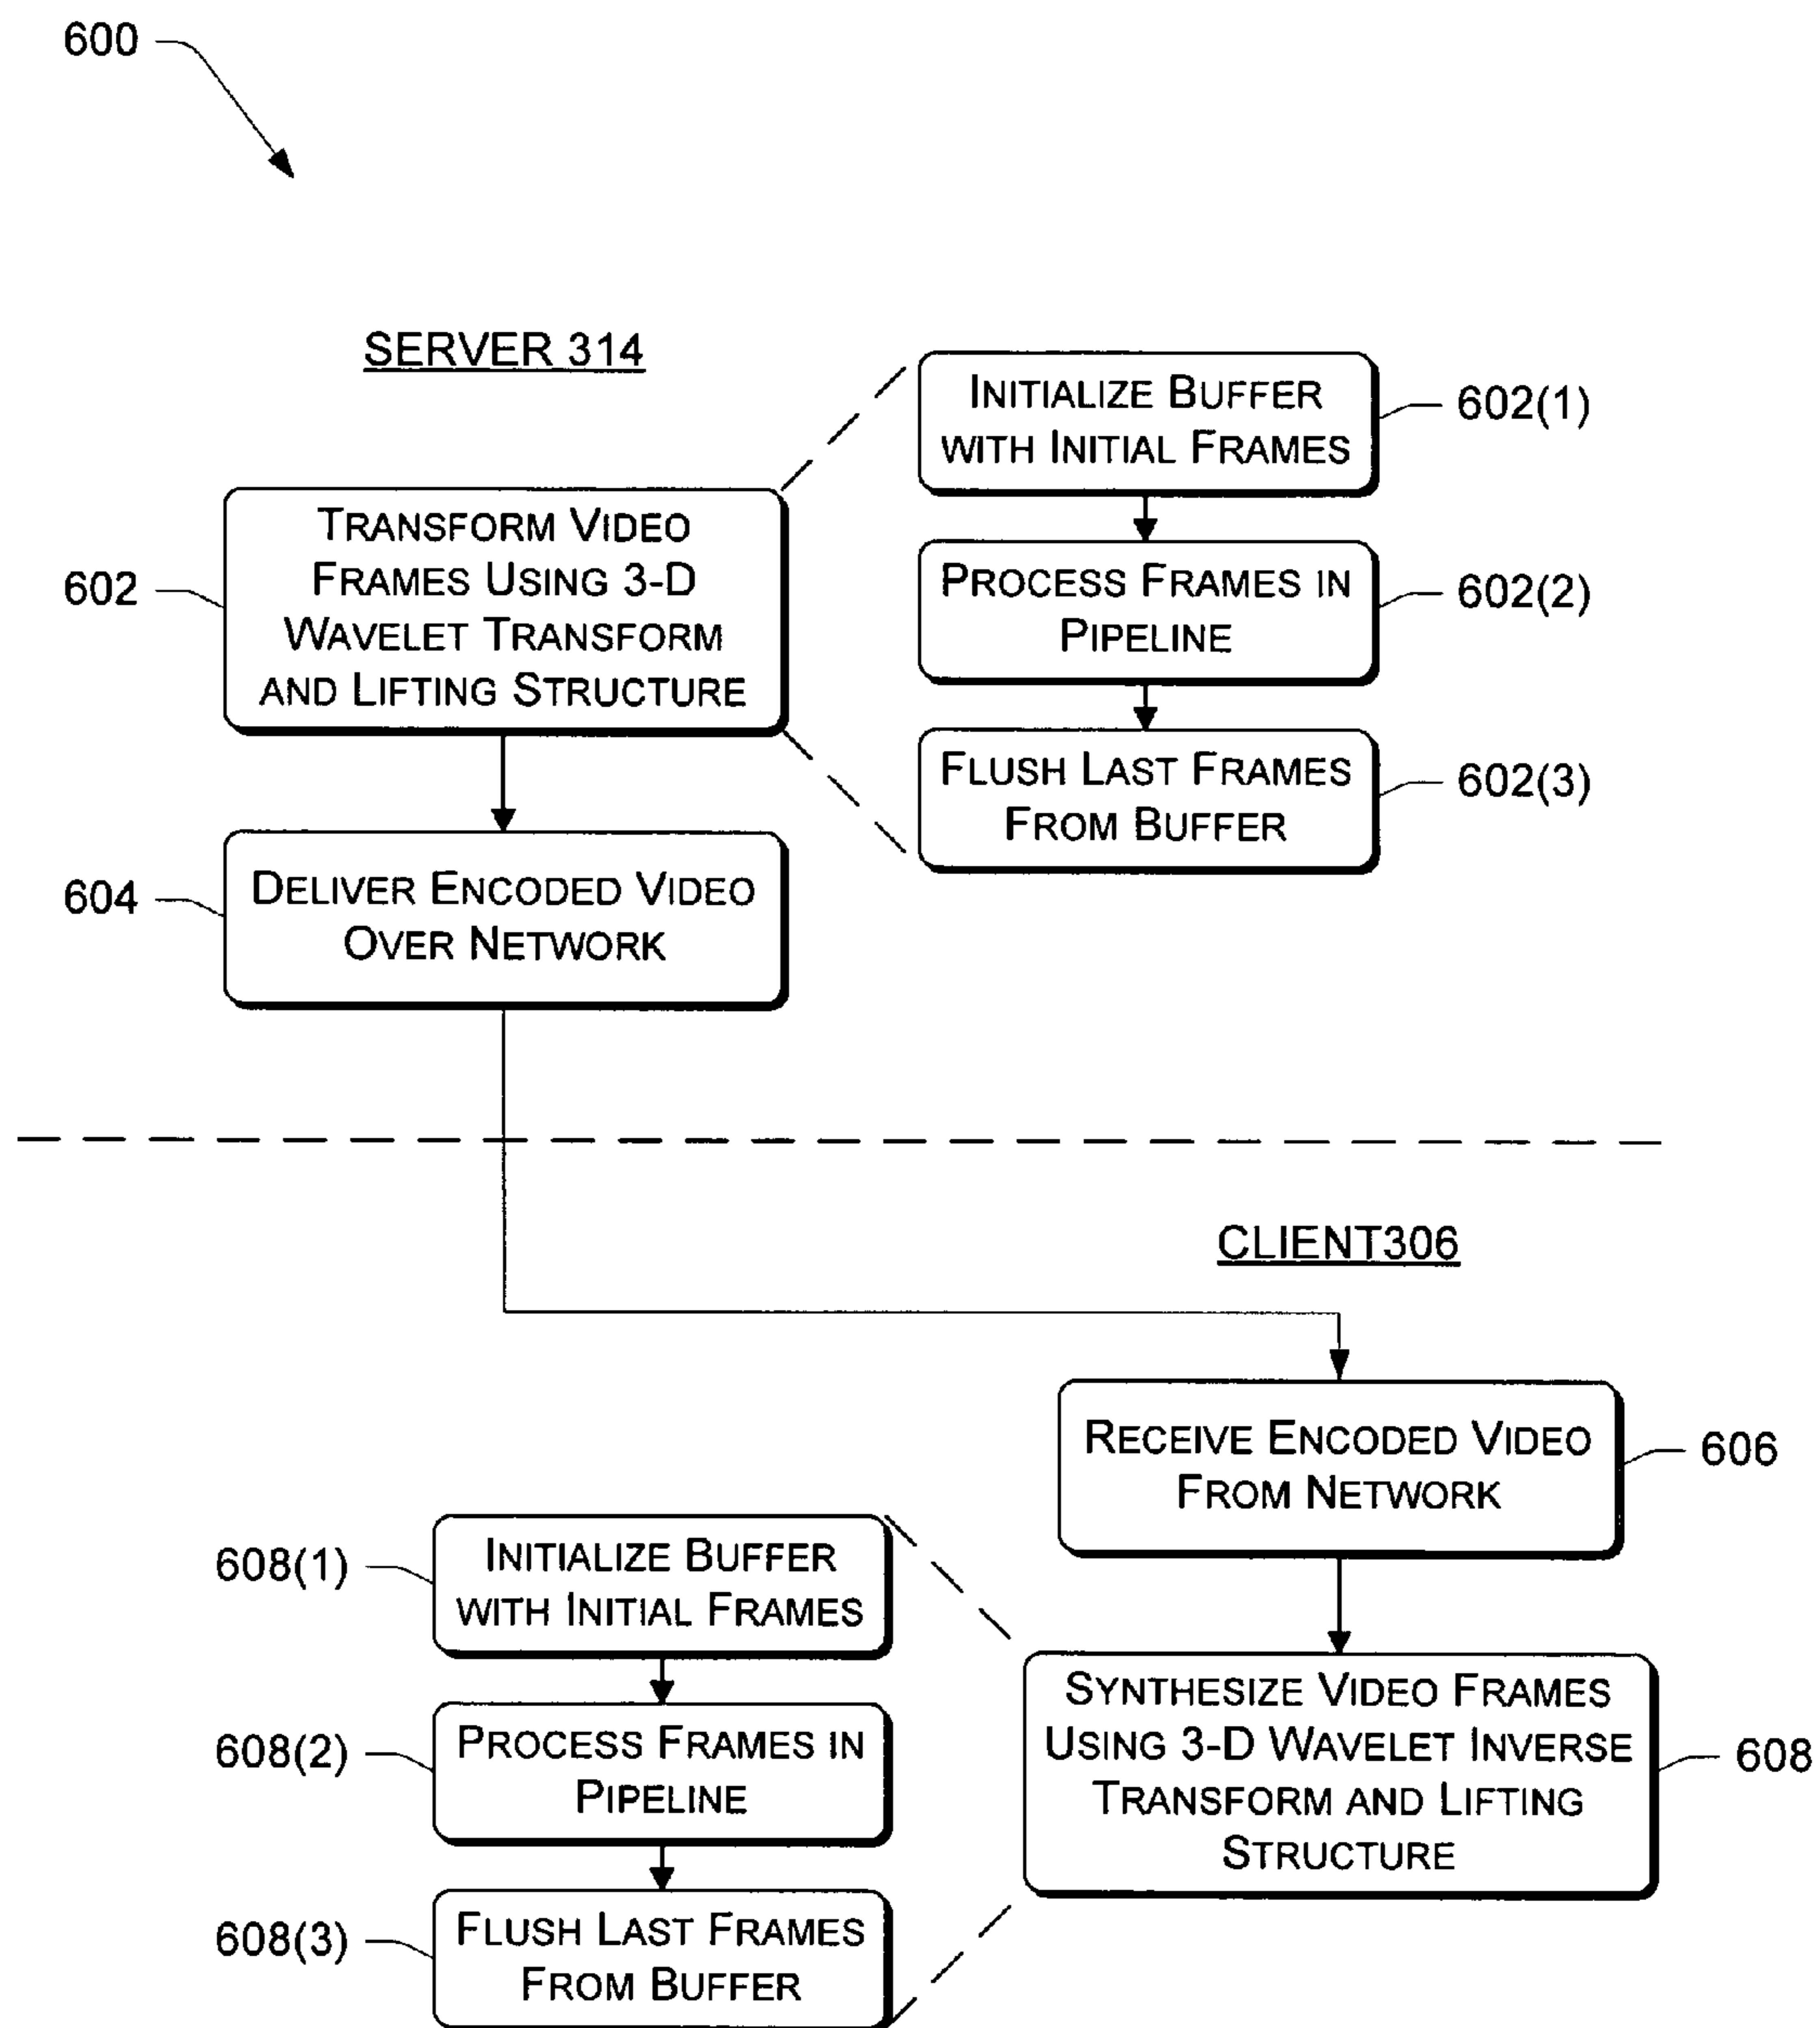 600
SERVER 314
INITIALIZE BUFFER
WITH INITIAL FRAMES
602(1)
TRANSFORM VIDEO
FRAMES USING 3-D
WAVELET TRANSFORM
AND LIFTING STRUCTURE
602
PROCESS FRAMES IN
PIPELINE
602(2)
FLUSH LAST FRAMES
FROM BUFFER
602(3)
604
DELIVER ENCODED VIDEO
OVER NETWORK
CLIENT306
RECEIVE ENCODED VIDEO
FROM NETWORK
606
608(1)
INITIALIZE BUFFER
WITH INITIAL FRAMES
608(2)
PROCESS FRAMES IN
PIPELINE
608(3)
FLUSH LAST FRAMES
FROM BUFFER
SYNTHESIZE VIDEO FRAMES
USING 3-D WAVELET INVERSE
TRANSFORM AND LIFTING
STRUCTURE
608